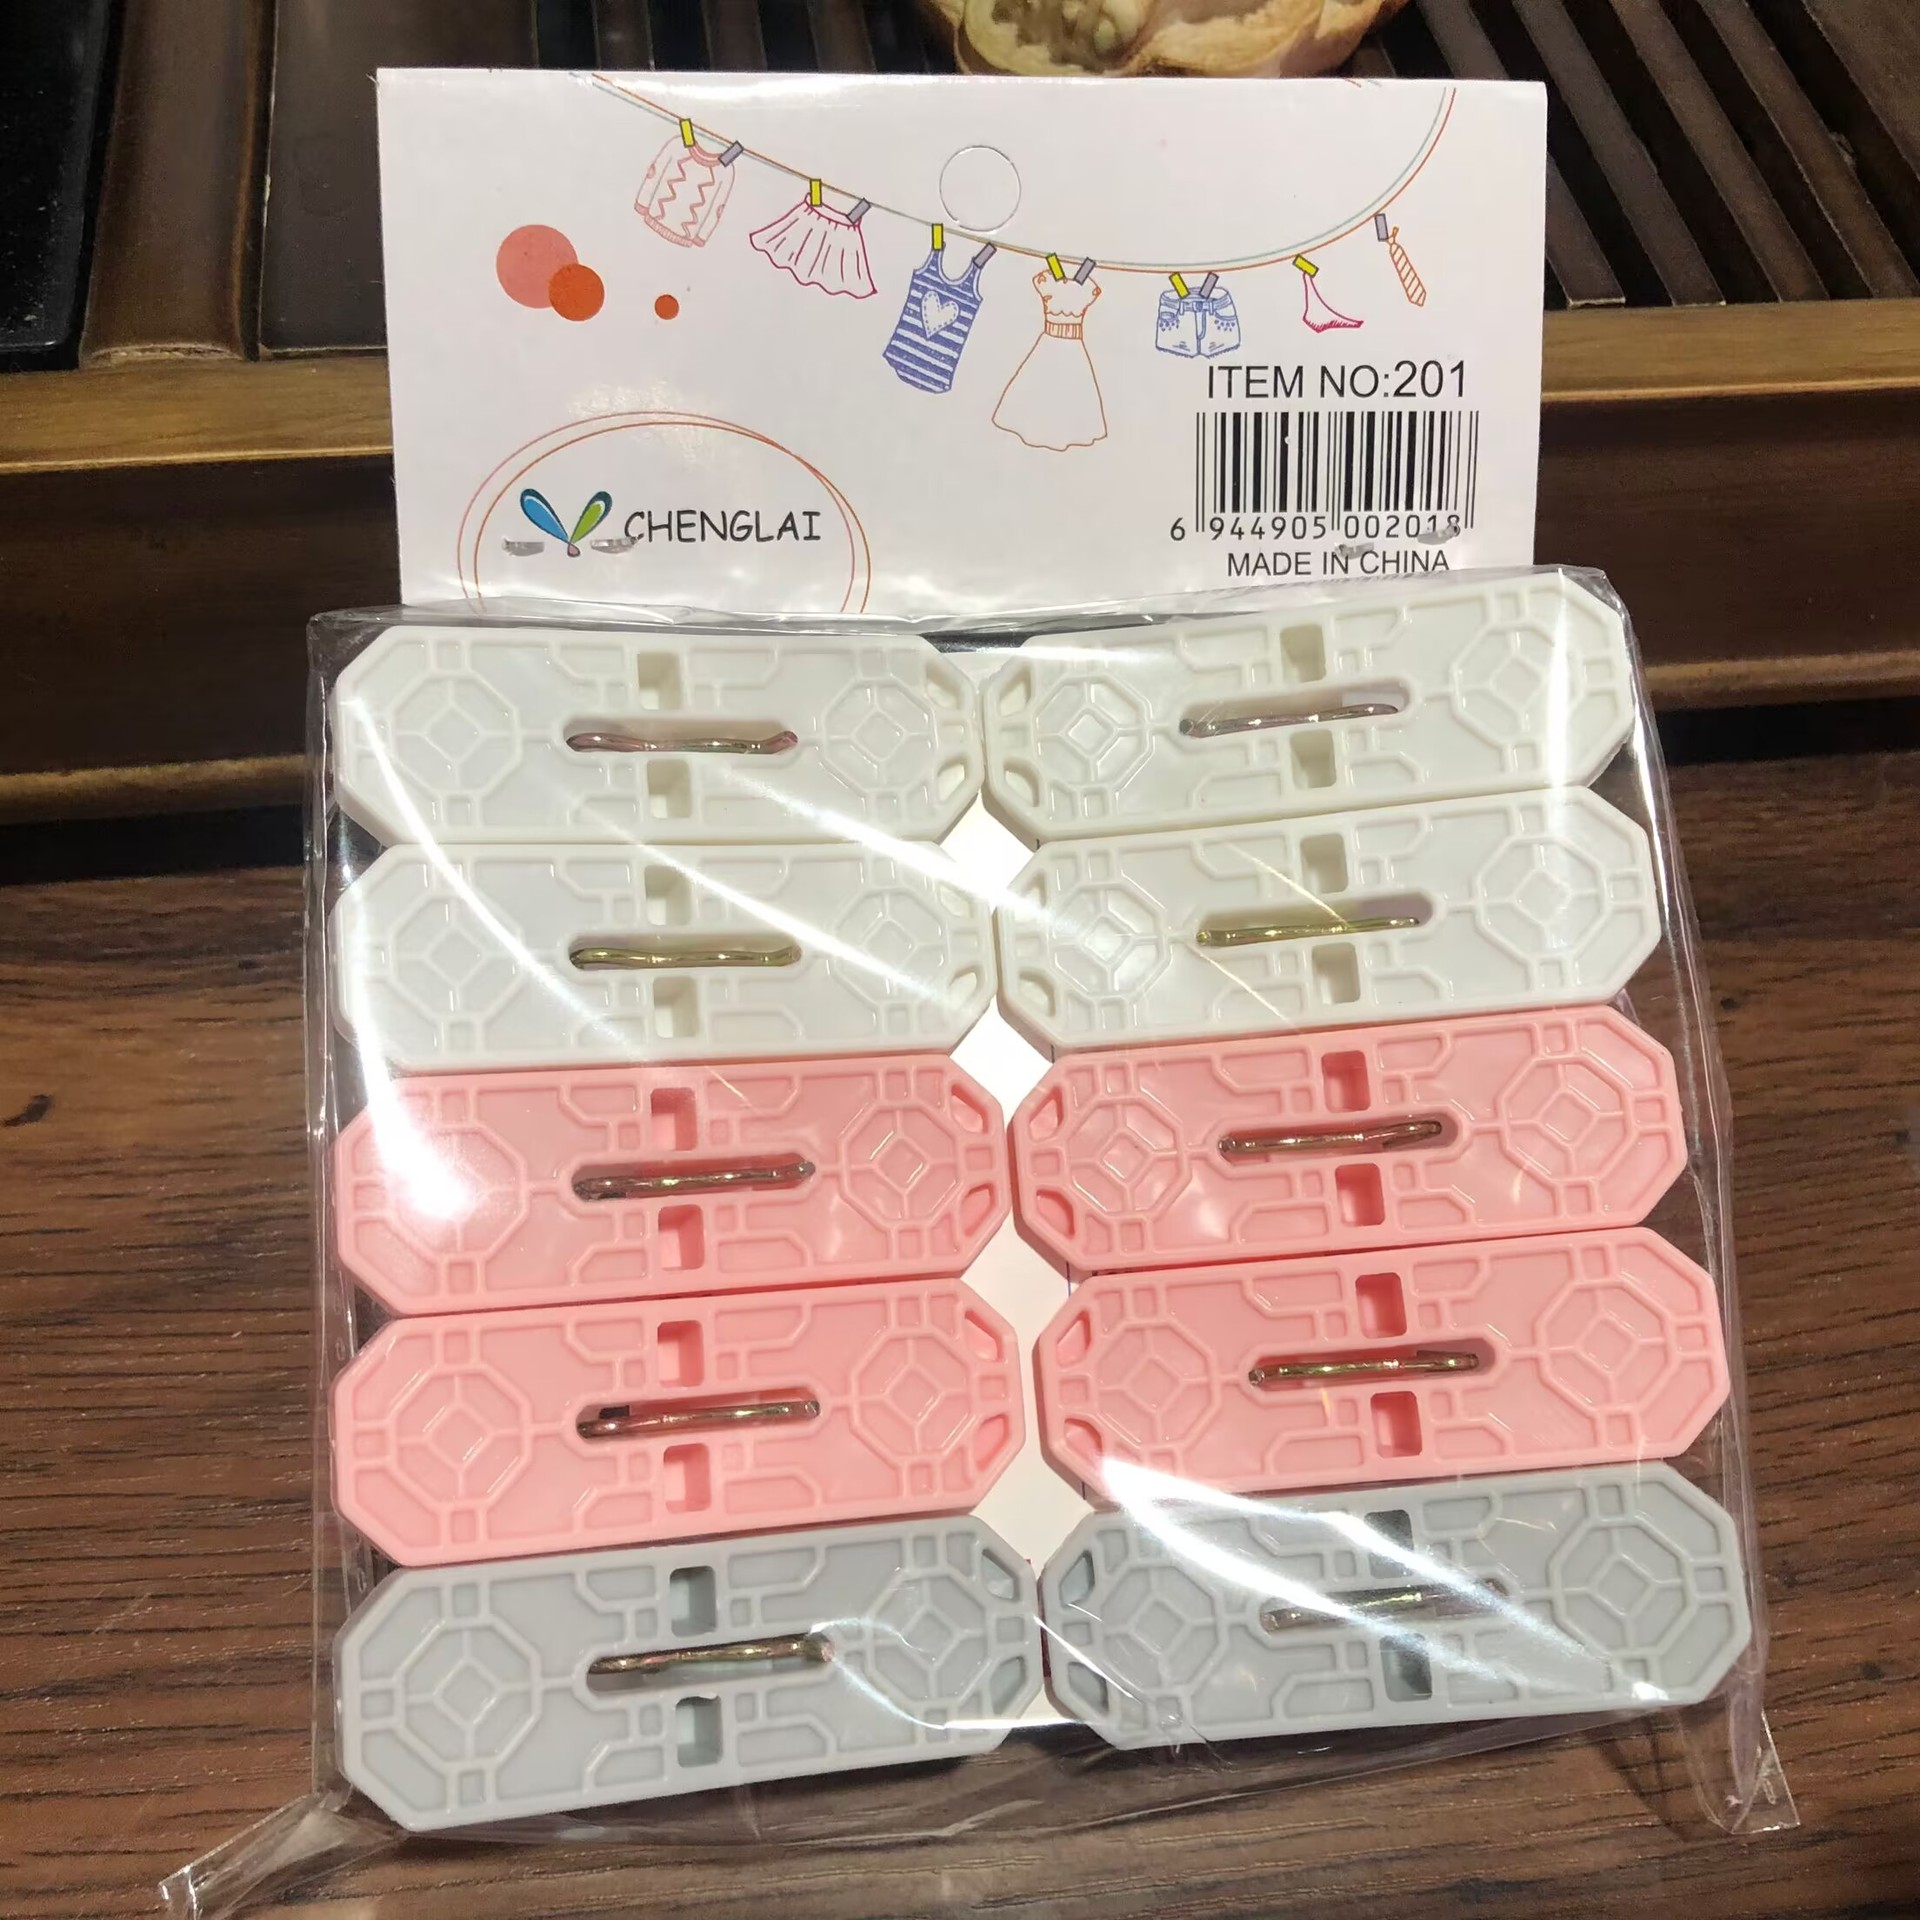 ITEM NO:201
CHENGLAI
6 944905 002018
MADE IN CHINA